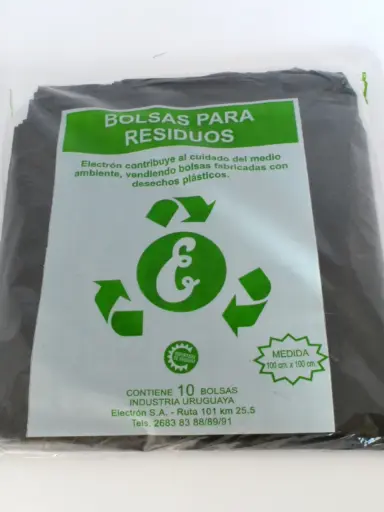 BOLSAS PARA
RESIDUOS
Electrón contribuye al cuidado del medio
ambiente, vendiendo bolsas fabricadas con
desechos plásticos.
E
MEDIDA
100 cm. x 100 cm.
CONTIENE 10 BOLSAS
INDUSTRIA URUGUAYA
Electrón S.A. - Ruta 101 km 25.5
Tels. 2683 83 88/89/91